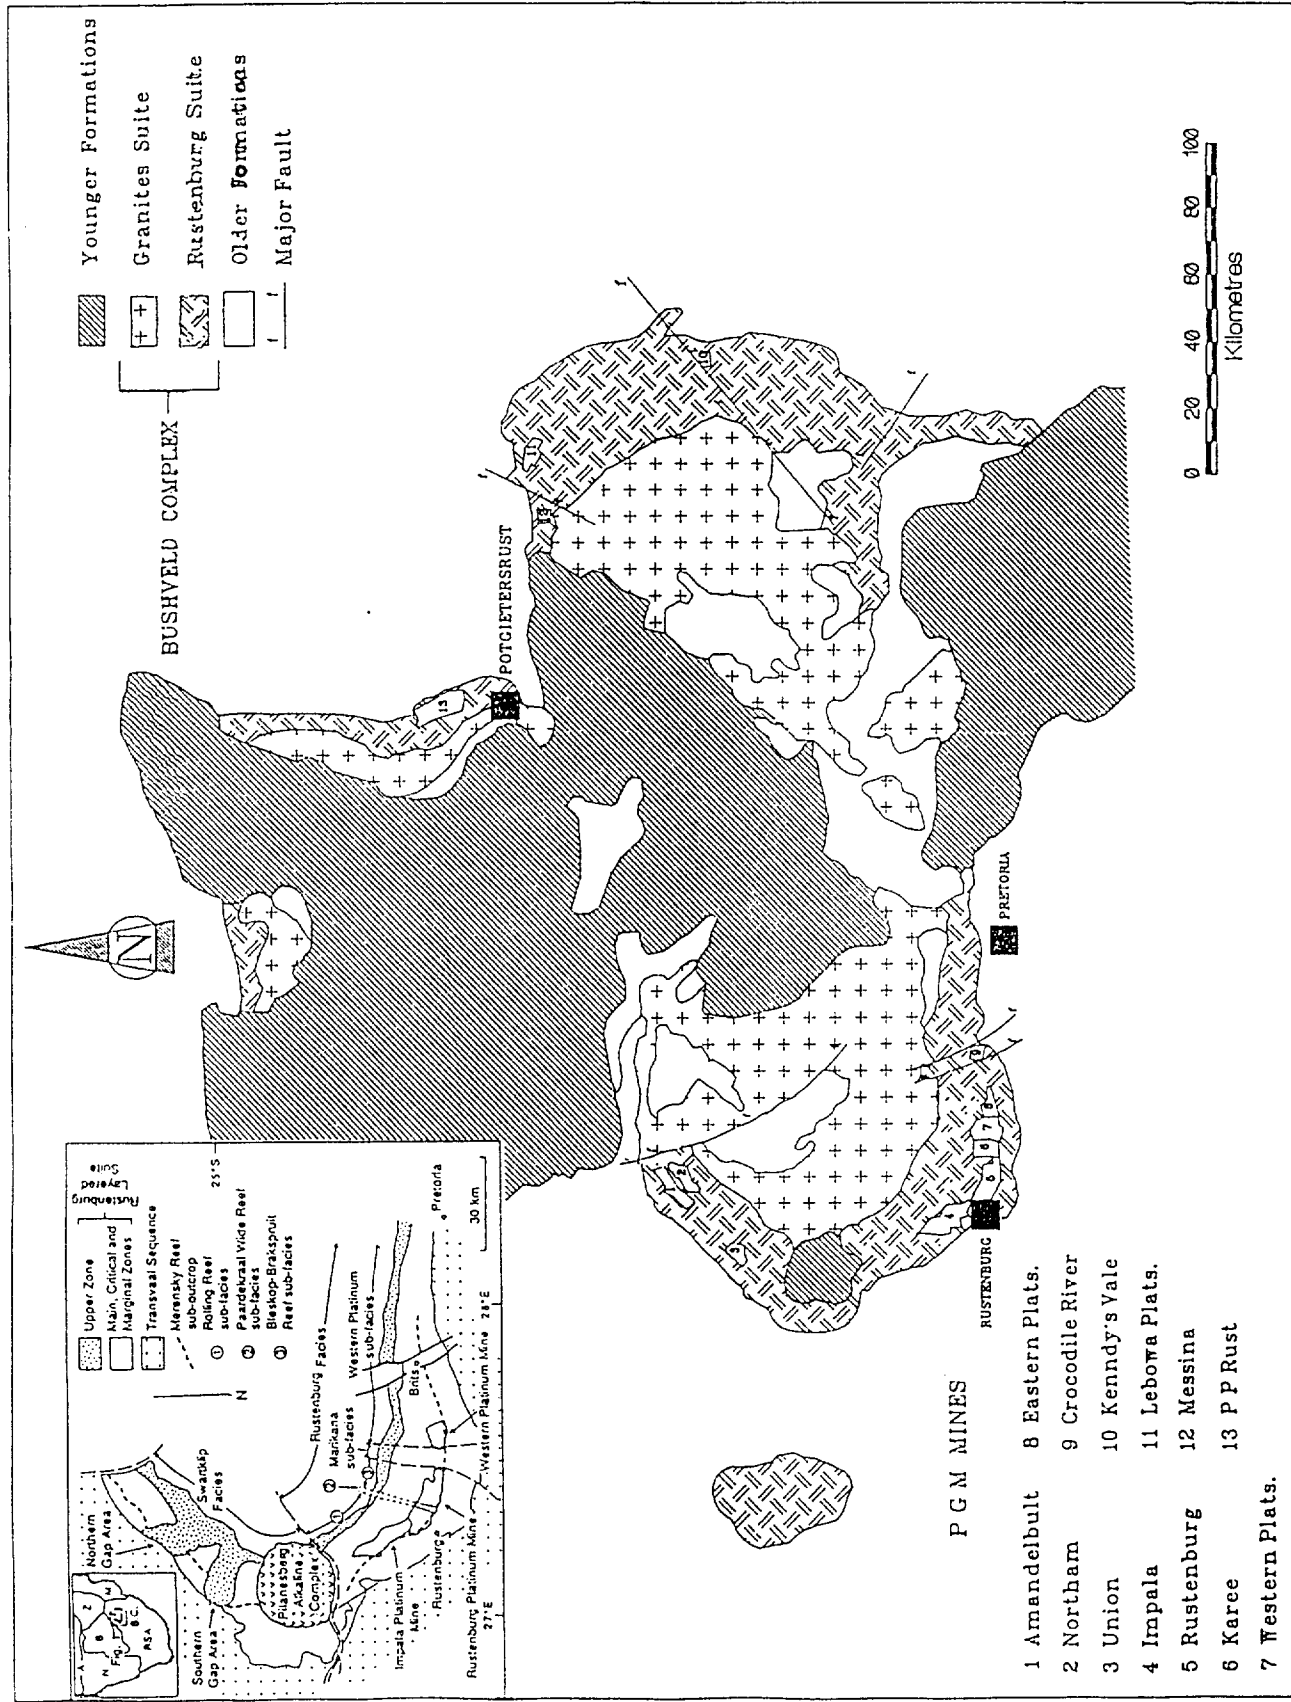 Younger Formations
Granites Suite
Rustenburg Suite
Older Formations
Major Fault
BUSHVELD COMPLEX
f f
N
POTGIETERSRUST
PRETORIA
RUSTENBURG
0 20 40 60 80 100
Kilometres
P G M MINES
1 Amandelbult
2 Northam
3 Union
4 Impala
5 Rustenburg
6 Karee
7 Western Plats.
8 Eastern Plats.
9 Crocodile River
10 Kenndy's Vale
11 Lebowa Plats.
12 Messina
13 P P Rust
Upper Zone
Main, Critical and
Marginal Zones
Rustenburg
Layered
Suite
Transvaal Sequence
Merensky Reef
sub-outcrop
① Rolling Reef
sub-facies
② Paardekraal Wide Reef
sub-facies
③ Bleskop-Brakspruit
Reef sub-facies
N
25°S
Northern
Gap Area
Swartklip
Facies
Southern
Gap Area
Pilanesberg
Alkaline
Complex
Rustenburg Facies
Marikana
sub-facies
Western Platinum
sub-facies
Brits
Pretoria
30 km
Impala Platinum
Mine
Rustenburg
Rustenburg Platinum Mine
Western Platinum Mine
27°E
28°E
A
Z
B
N
M
Fig. 1
B.C.
RSA